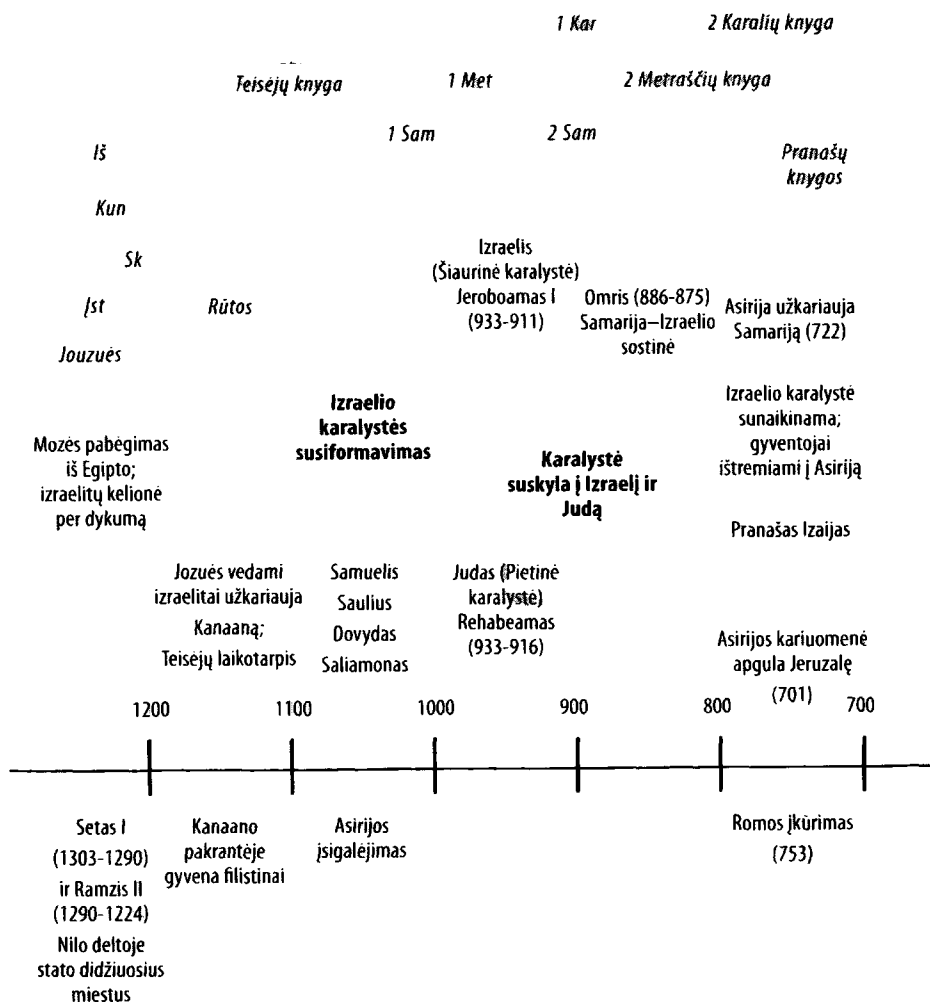 1 Kar
2 Karalių knyga
Teisėjų knyga
1 Met
2 Metraščių knyga
1 Sam
2 Sam
Iš
Pranašų
knygos
Kun
Sk
Įst
Rūtos
Jouzuės
Izraelis
(Šiaurinė karalystė)
Jeroboamas I
(933-911)
Omris (886-875)
Samarija–Izraelio
sostinė
Asirija užkariauja
Samariją (722)
Izraelio
karalystės
susiformavimas
Izraelio karalystė
sunaikinama;
gyventojai
ištremiami į Asiriją
Mozės pabėgimas
iš Egipto;
izraelitų kelionė
per dykumą
Karalystė
suskyla į Izraelį ir
Judą
Pranašas Izaijas
Jozuės vedami
izraelitai užkariauja
Kanaaną;
Teisėjų laikotarpis
Samuelis
Saulius
Dovydas
Saliamonas
Judas (Pietinė
karalystė)
Rehabeamas
(933-916)
Asirijos kariuomenė
apgula Jeruzalę
(701)
1200
1100
1000
900
800
700
Setas I
(1303-1290)
ir Ramzis II
(1290-1224)
Nilo deltoje
stato didžiuosius
miestus
Kanaano
pakrantėje
gyvena filistinai
Asirijos
įsigalėjimas
Romos įkūrimas
(753)